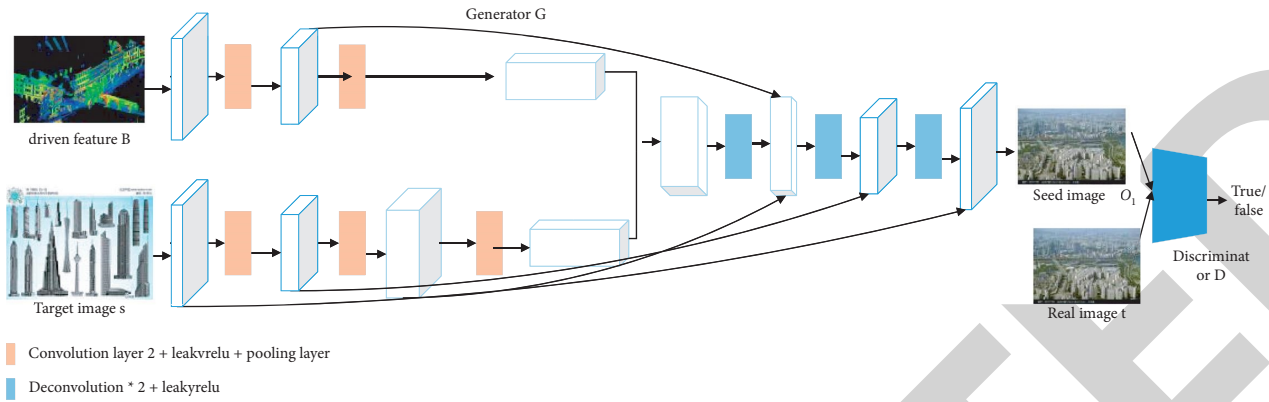 Generator G
driven feature B
Target image s
Seed image O1
Real image t
True/
false
Discriminat
or D
Convolution layer 2 + leakvrelu + pooling layer
Deconvolution * 2 + leakyrelu